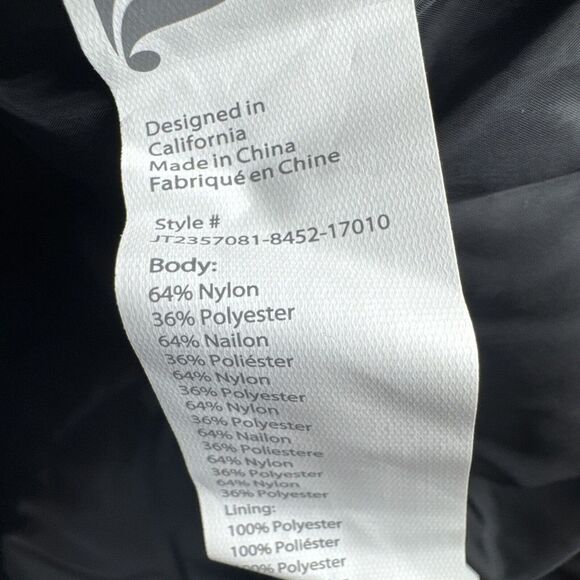 Designed in
California
Made in China
Fabriqué en Chine
Style #
JT2357081-8452-17010
Body:
64% Nylon
36% Polyester
64% Nailon
36% Poliéster
64% Nylon
36% Polyester
64% Nylon
36% Polyester
64% Nailon
36% Poliestere
64% Nylon
36% Polyester
64% Nylon
36% Polyester
Lining:
100% Polyester
100% Poliéster
100% Polyester